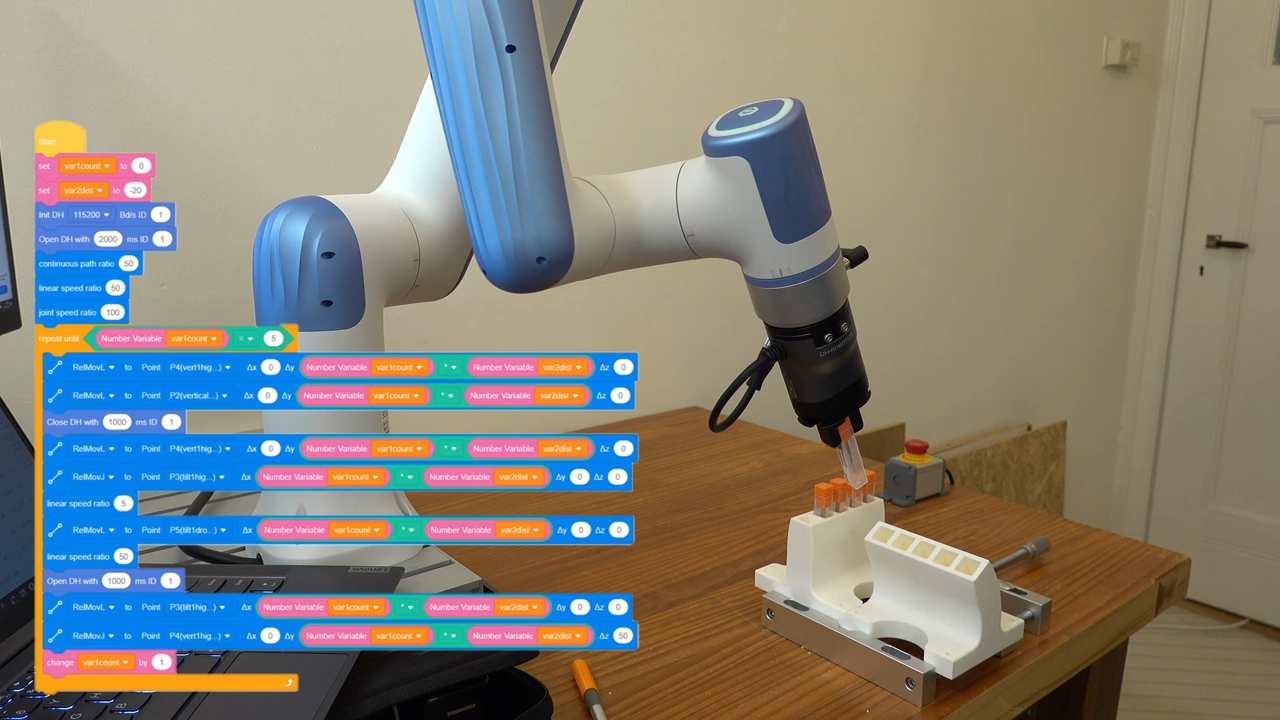 Start
set var1count to 0
set var2dist to -20
Init DH 115200 Bd/s ID 1
Open DH with 2000 ms ID 1
continuous path ratio 50
linear speed ratio 50
joint speed ratio 100
repeat until Number Variable var1count = 5
RelMovL to Point P4(vert1hig...) Δx 0 Δy Number Variable var1count * Number Variable var2dist Δz 0
RelMovL to Point P2(vertical...) Δx 0 Δy Number Variable var1count * Number Variable var2dist Δz 0
Close DH with 1000 ms ID 1
RelMovL to Point P4(vert1hig...) Δx 0 Δy Number Variable var1count * Number Variable var2dist Δz 0
RelMovJ to Point P3(tilt1hig...) Δx Number Variable var1count * Number Variable var2dist Δy 0 Δz 0
linear speed ratio 5
RelMovL to Point P5(tilt1dro...) Δx Number Variable var1count * Number Variable var2dist Δy 0 Δz 0
linear speed ratio 50
Open DH with 1000 ms ID 1
RelMovL to Point P3(tilt1hig...) Δx Number Variable var1count * Number Variable var2dist Δy 0 Δz 0
RelMovJ to Point P4(vert1hig...) Δx 0 Δy Number Variable var1count * Number Variable var2dist Δz 50
change var1count by 1
DH-ROBOTICS
Lenovo